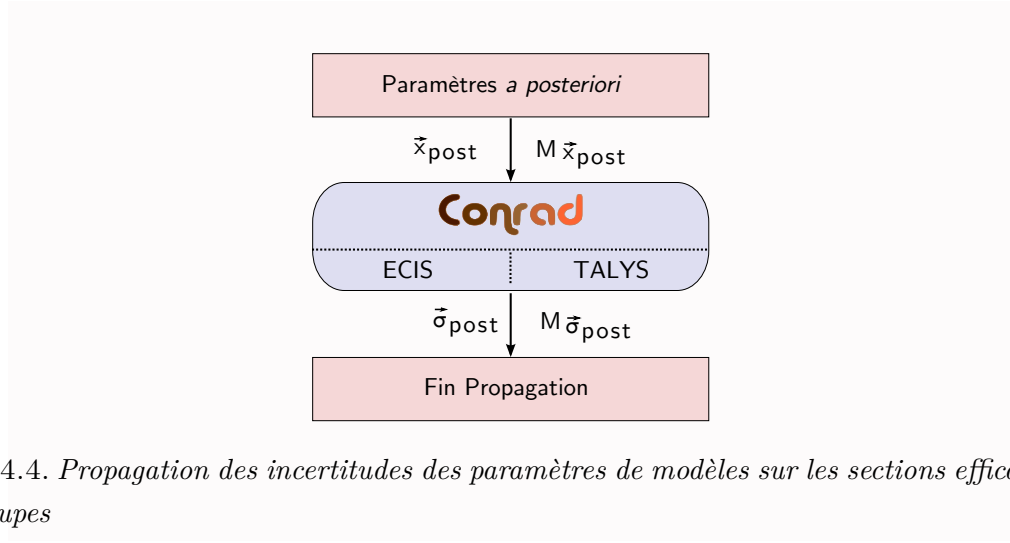 Paramètres a posteriori
x⃗post M x⃗post
Conrad
ECIS TALYS
σ⃗post M σ⃗post
Fin Propagation
4.4. Propagation des incertitudes des paramètres de modèles sur les sections effic
upes